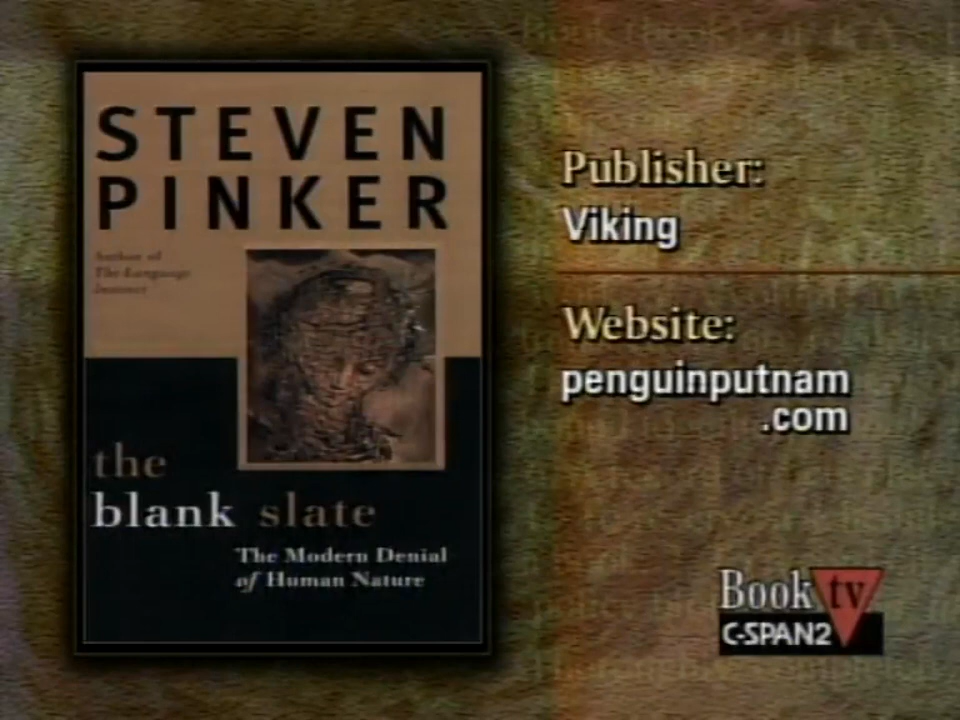 STEVEN
PINKER
Author of
The Language
Instinct
the
blank slate
The Modern Denial
of Human Nature
Publisher:
Viking
Website:
penguinputnam
.com
Book tv
C-SPAN2